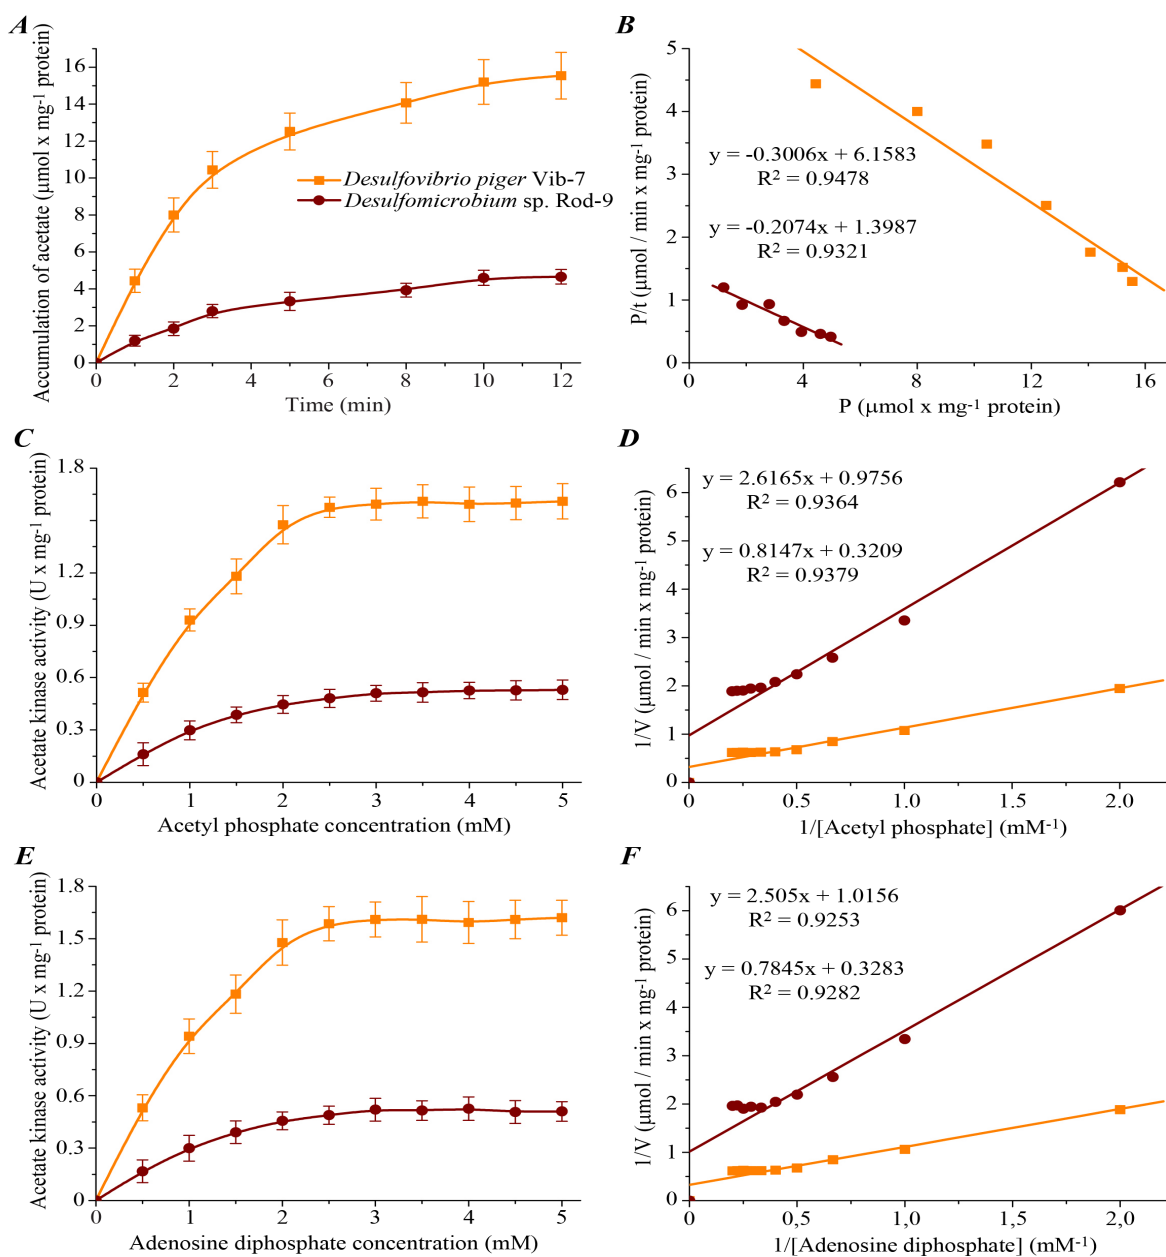 A
Accumulation of acetate (µmol x mg-1 protein)
16
14
12
10
8
6
4
2
0
0 2 4 6 8 10 12
Time (min)
Desulfovibrio piger Vib-7
Desulfomicrobium sp. Rod-9
B
P/t (µmol / min x mg-1 protein)
5
4
3
2
1
0
0 4 8 12 16
P (µmol x mg-1 protein)
y = -0.3006x + 6.1583
R2 = 0.9478
y = -0.2074x + 1.3987
R2 = 0.9321
C
Acetate kinase activity (U x mg-1 protein)
1.8
1.5
1.2
0.9
0.6
0.3
0
0 1 2 3 4 5
Acetyl phosphate concentration (mM)
D
1/V (µmol / min x mg-1 protein)
6
5
4
3
2
1
0
0 0.5 1.0 1,5 2.0
1/[Acetyl phosphate] (mM-1)
y = 2.6165x + 0.9756
R2 = 0.9364
y = 0.8147x + 0.3209
R2 = 0.9379
E
Acetate kinase activity (U x mg-1 protein)
1.8
1.5
1.2
0.9
0.6
0.3
0
0 1 2 3 4 5
Adenosine diphosphate concentration (mM)
F
1/V (µmol / min x mg-1 protein)
6
5
4
3
2
1
0
0 0,5 1,0 1,5 2,0
1/[Adenosine diphosphate] (mM-1)
y = 2.505x + 1.0156
R2 = 0.9253
y = 0.7845x + 0.3283
R2 = 0.9282